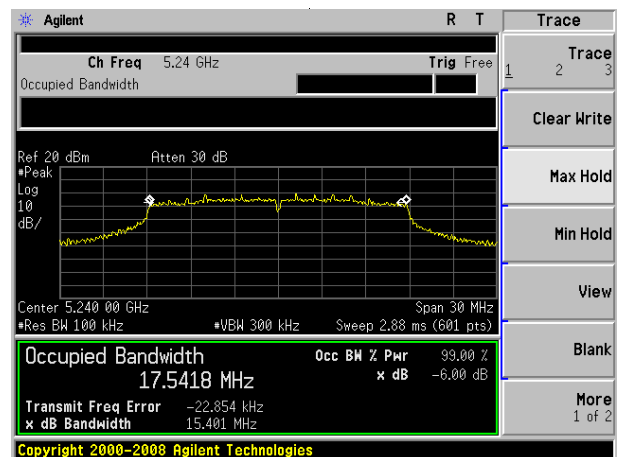 Agilent R T Trace
Ch Freq 5.24 GHz Trig Free
Occupied Bandwidth
Trace
1 2 3
Clear Write
Max Hold
Min Hold
View
Blank
More
1 of 2
Ref 20 dBm Atten 30 dB
#Peak
Log
10
dB/
Center 5.240 00 GHz Span 30 MHz
#Res BW 100 kHz #VBW 300 kHz Sweep 2.88 ms (601 pts)
Occupied Bandwidth Occ BW % Pwr 99.00 %
17.5418 MHz x dB -6.00 dB
Transmit Freq Error -22.854 kHz
x dB Bandwidth 15.401 MHz
Copyright 2000-2008 Agilent Technologies